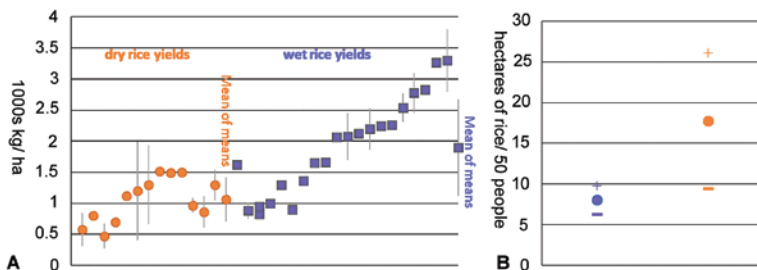 4
3.5
3
2.5
2
1.5
1
0.5
0
1000s kg/ ha
dry rice yields
wet rice yields
Mean of means
Mean of means
A
30
25
20
15
10
5
0
hectares of rice/ 50 people
B